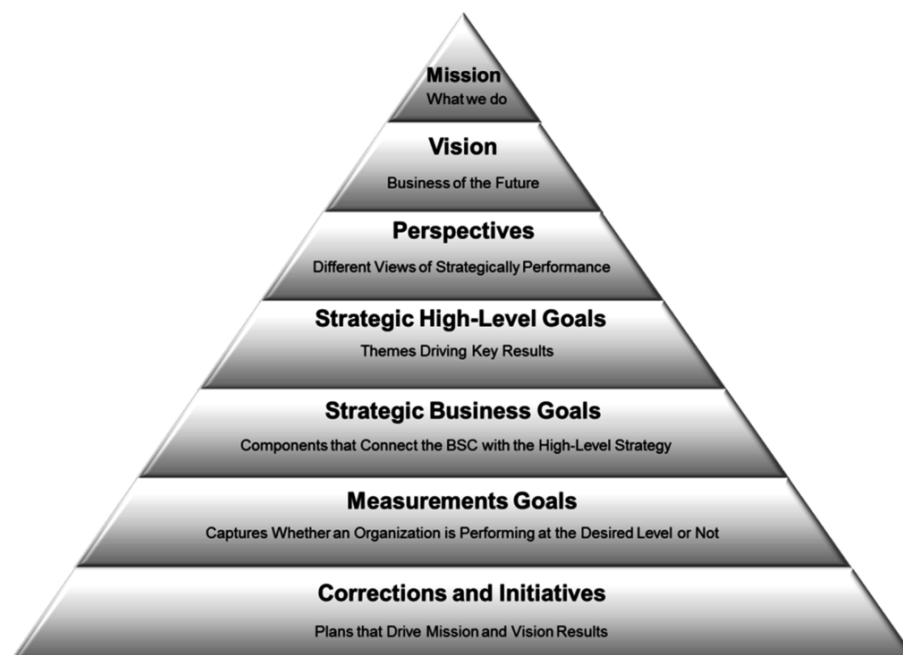 Mission
What we do
Vision
Business of the Future
Perspectives
Different Views of Strategically Performance
Strategic High-Level Goals
Themes Driving Key Results
Strategic Business Goals
Components that Connect the BSC with the High-Level Strategy
Measurements Goals
Captures Whether an Organization is Performing at the Desired Level or Not
Corrections and Initiatives
Plans that Drive Mission and Vision Results